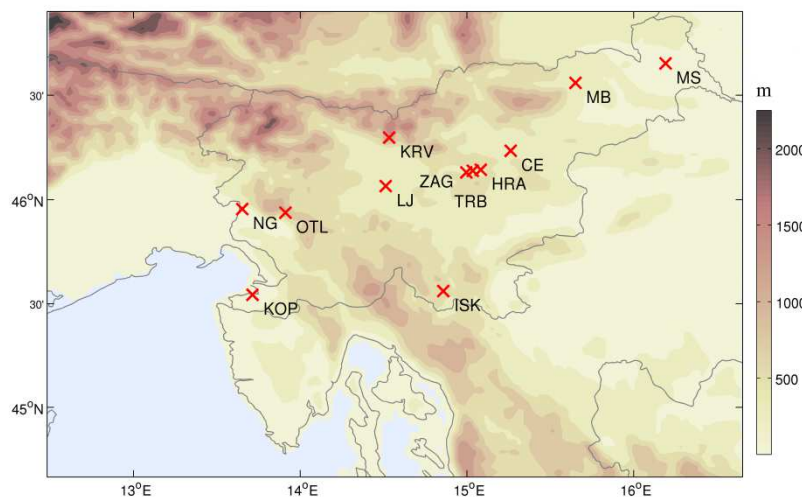 m
MS
30'
MB
2000
KRV
CE
ZAG
HRA
46°N
LJ
TRB
1500
NG
OTL
1000
30'
KOP
ISK
500
45°N
13°E
14°E
15°E
16°E